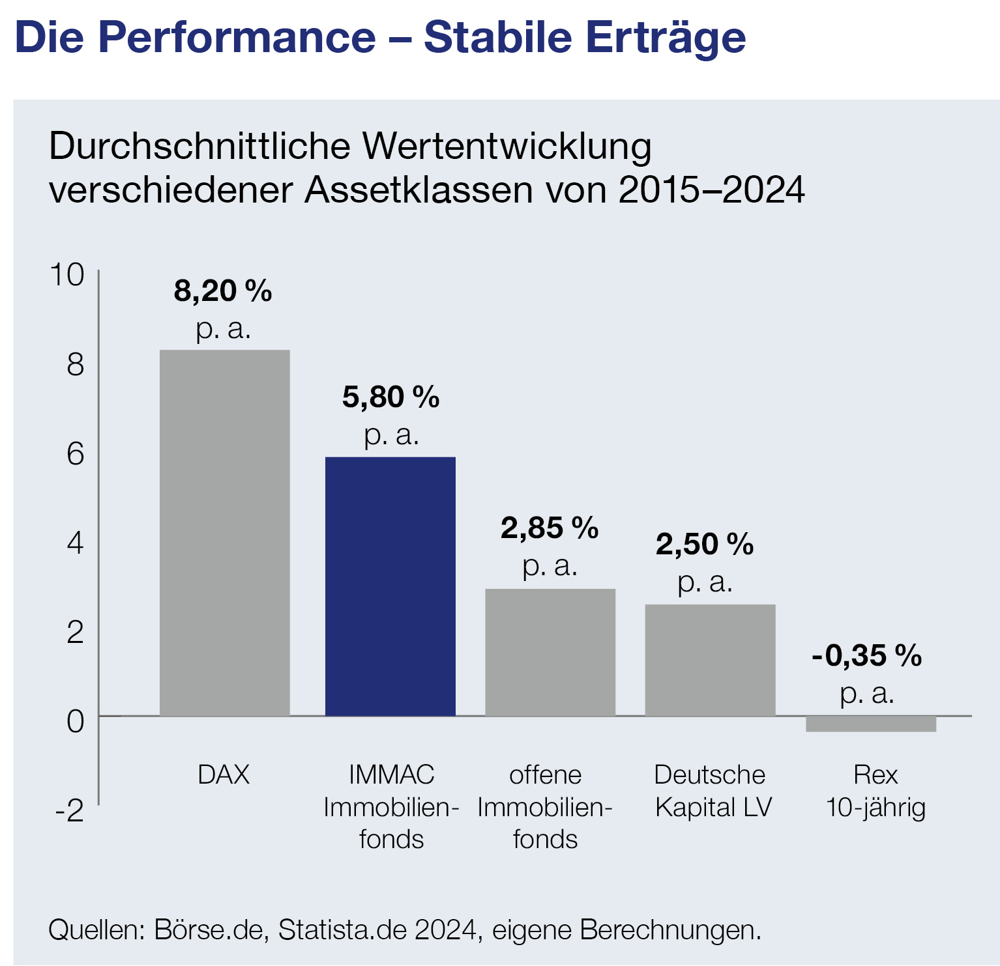 Die Performance – Stabile Erträge
Durchschnittliche Wertentwicklung
verschiedener Assetklassen von 2015–2024
10
8
6
4
2
0
-2
8,20 %
p. a.
5,80 %
p. a.
2,85 %
p. a.
2,50 %
p. a.
-0,35 %
p. a.
DAX
IMMAC
Immobilien-
fonds
offene
Immobilien-
fonds
Deutsche
Kapital LV
Rex
10-jährig
Quellen: Börse.de, Statista.de 2024, eigene Berechnungen.